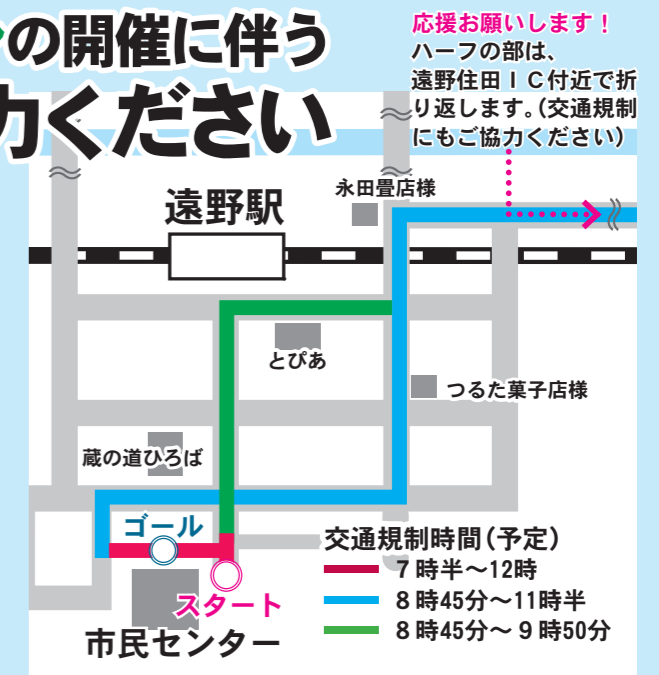 の開催に伴う
力ください
応援お願いします！
ハーフの部は、
遠野住田ＩＣ付近で折
り返します。（交通規制
にもご協力ください）
永田畳店様
遠野駅
とぴあ
つるた菓子店様
蔵の道ひろば
ゴール
スタート
市民センター
交通規制時間（予定）
７時半～12時
８時45分～11時半
８時45分～９時50分